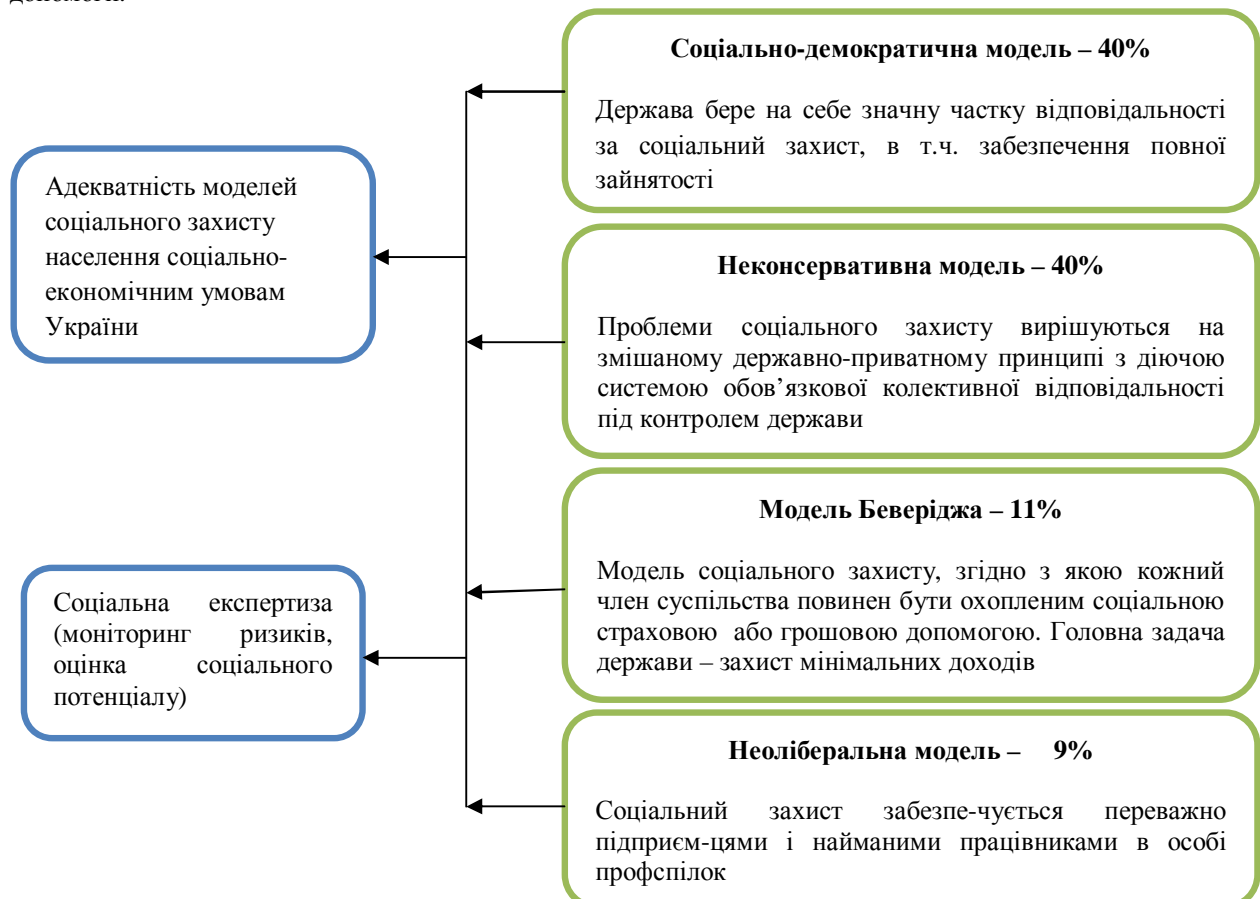 Соціально-демократична модель – 40%
Держава бере на себе значну частку відповідальності
за соціальний захист, в т.ч. забезпечення повної
зайнятості
Адекватність моделей
соціального захисту
населення соціально-
економічним умовам
України
Неконсервативна модель – 40%
Проблеми соціального захисту вирішуються на
змішаному державно-приватному принципі з діючою
системою обов’язкової колективної відповідальності
під контролем держави
Модель Беверіджа – 11%
Модель соціального захисту, згідно з якою кожний
член суспільства повинен бути охопленим соціальною
страховою або грошовою допомогою. Головна задача
держави – захист мінімальних доходів
Соціальна експертиза
(моніторинг ризиків,
оцінка соціального
потенціалу)
Неоліберальна модель – 9%
Соціальний захист забезпе-чується переважно
підприєм-цями і найманими працівниками в особі
профспілок